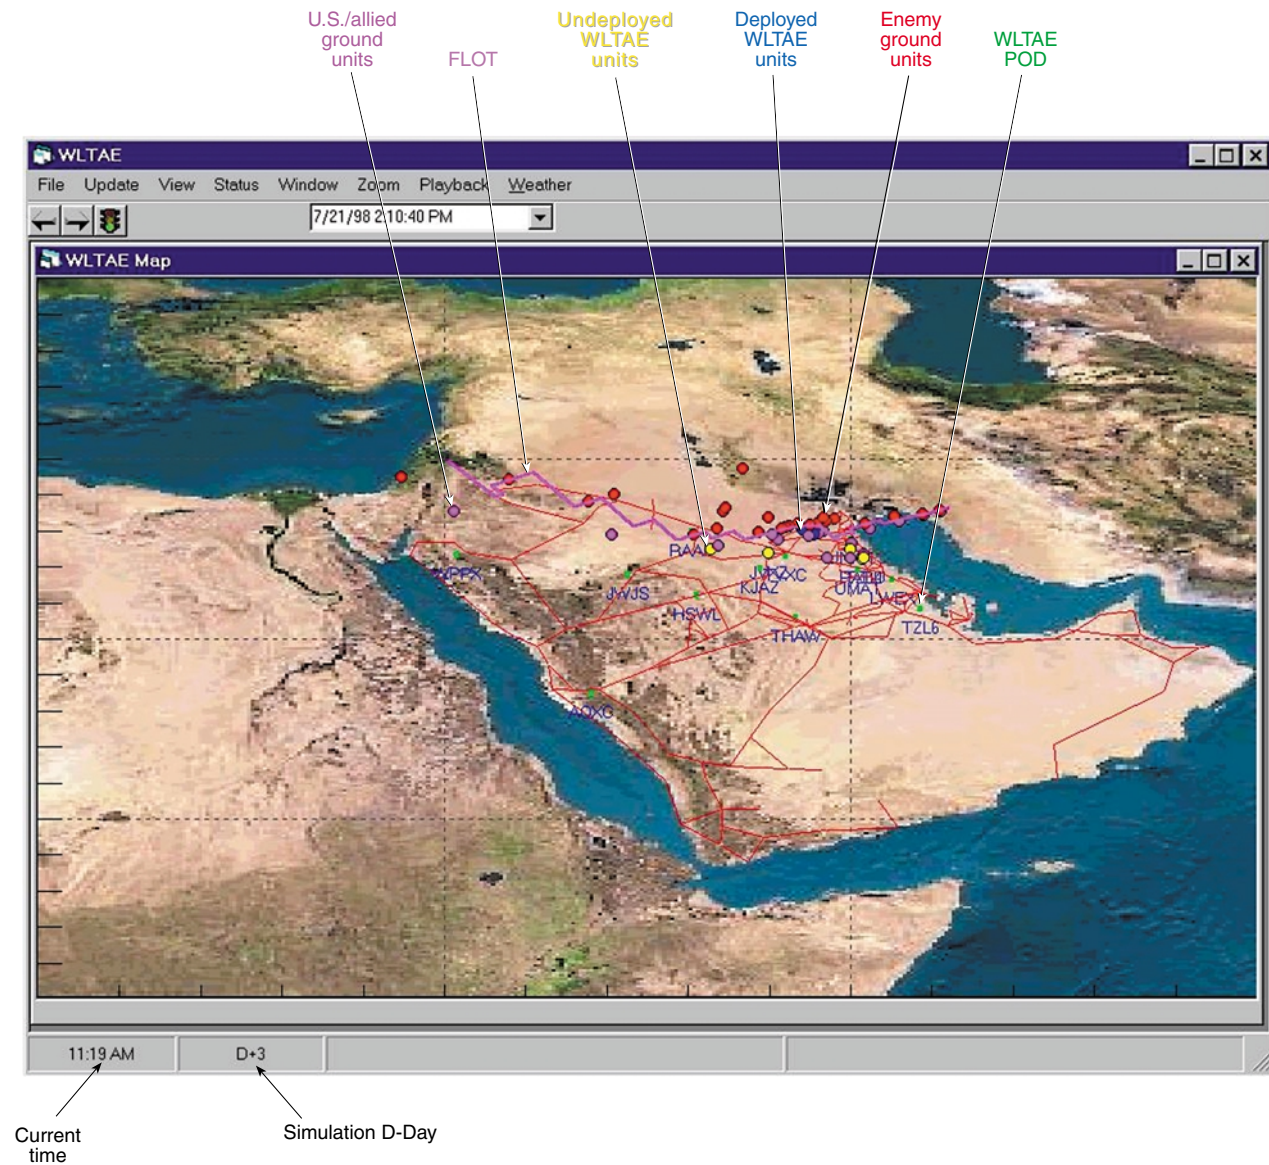 U.S./allied
ground
units
FLOT
Undeployed
WLTAE
units
Deployed
WLTAE
units
Enemy
ground
units
WLTAE
POD
WLTAE
File Update View Status Window Zoom Playback Weather
7/21/98 2:10:40 PM
WLTAE Map
JWJS
KJAZ
HSWL
THAW
TZL6
11:19 AM
D+3
Current
time
Simulation D-Day